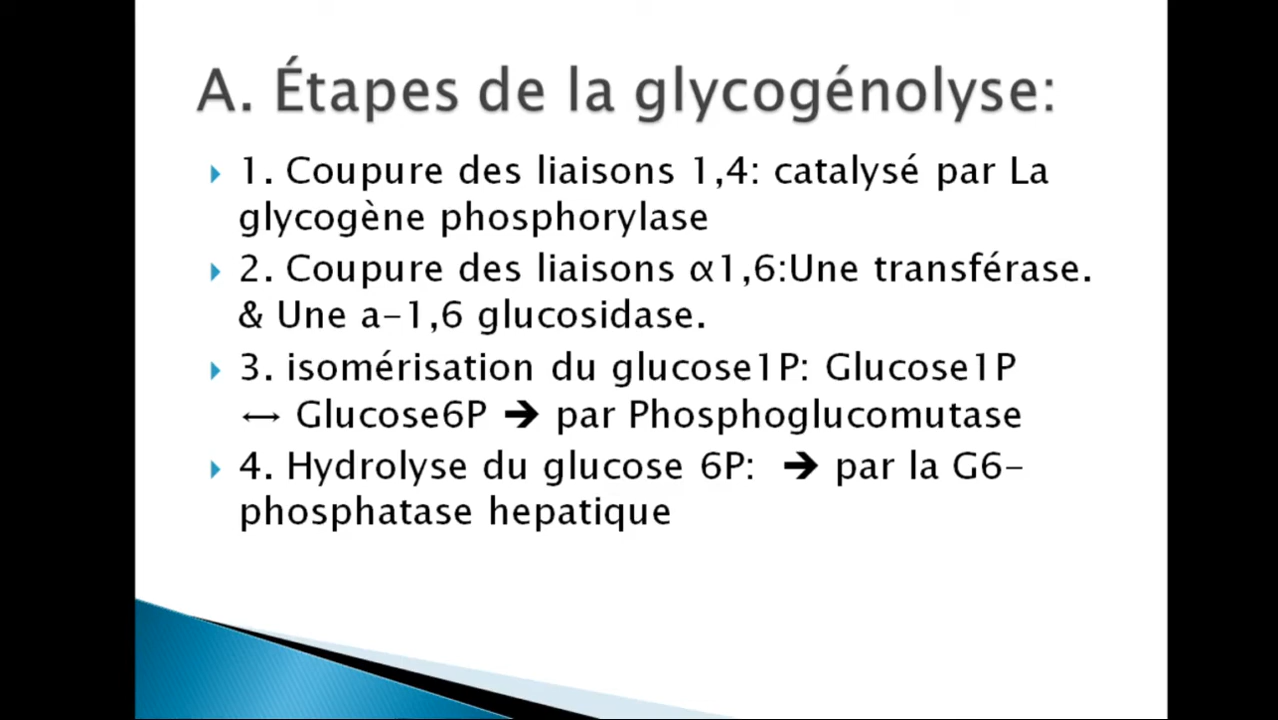 A. Étapes de la glycogénolyse:
1. Coupure des liaisons 1,4: catalysé par La
glycogène phosphorylase
2. Coupure des liaisons α1,6:Une transférase.
& Une a-1,6 glucosidase.
3. isomérisation du glucose1P: Glucose1P
↔ Glucose6P ➔ par Phosphoglucomutase
4. Hydrolyse du glucose 6P: ➔ par la G6-
phosphatase hepatique